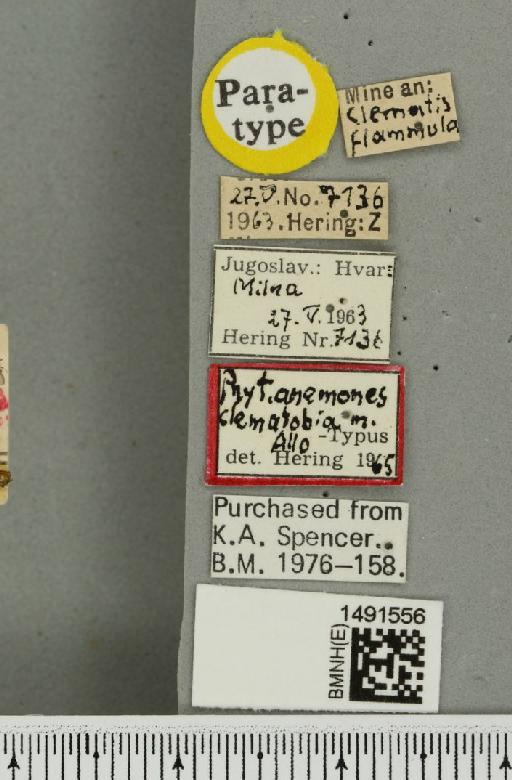 Para-
type
Mine an:
Clematis
flammula
27.V.No.7136
1963.Hering:Z
Jugoslav.: Hvar:
Milna
27.V.1963
Hering Nr.7136
Phyt.anemones
clematobia m.
Allo-Typus
det. Hering 1965
Purchased from
K.A. Spencer.
B.M. 1976–158.
1491556
BMNH(E)